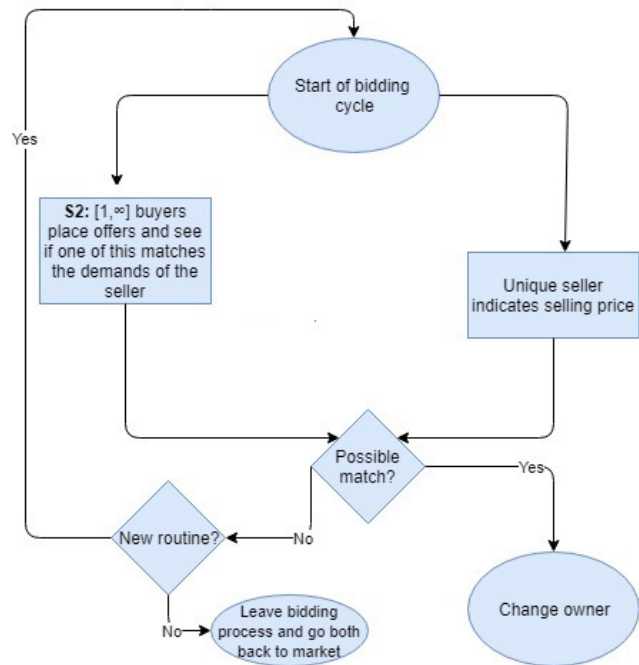 Start of bidding
cycle
Yes
S2: [1,∞] buyers
place offers and see
if one of this matches
the demands of the
seller
Unique seller
indicates selling price
Possible
match?
Yes
No
New routine?
No
Leave bidding
process and go both
back to market
Change owner